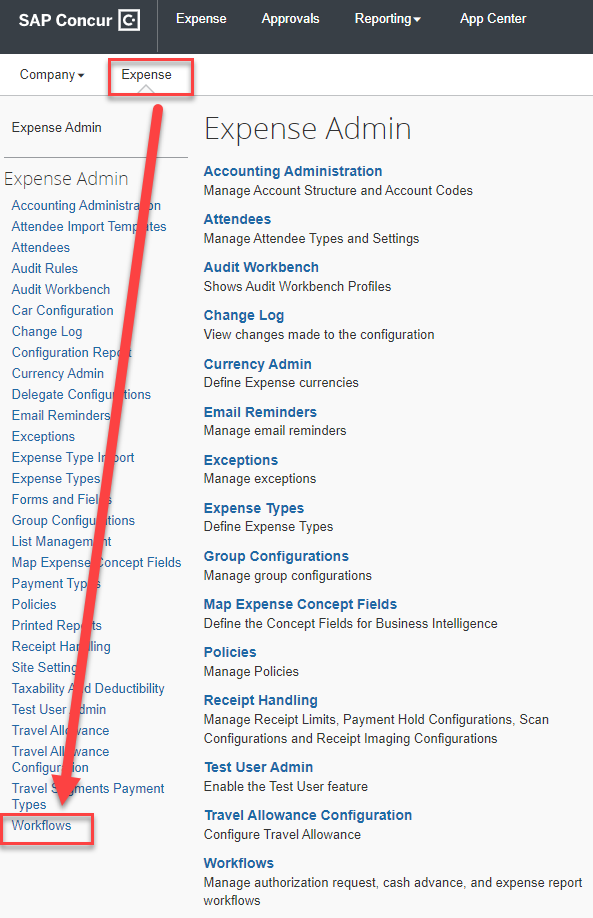 SAP Concur C
Expense
Approvals
Reporting
App Center
Company
Expense
Expense Admin
Expense Admin
Accounting Administration
Attendee Import Templates
Attendees
Audit Rules
Audit Workbench
Car Configuration
Change Log
Configuration Report
Currency Admin
Delegate Configurations
Email Reminders
Exceptions
Expense Type Import
Expense Types
Forms and Fields
Group Configurations
List Management
Map Expense Concept Fields
Payment Types
Policies
Printed Reports
Receipt Handling
Site Settings
Taxability And Deductibility
Test User Admin
Travel Allowance
Travel Allowance
Configuration
Travel Segments Payment
Types
Workflows
Expense Admin
Accounting Administration
Manage Account Structure and Account Codes
Attendees
Manage Attendee Types and Settings
Audit Workbench
Shows Audit Workbench Profiles
Change Log
View changes made to the configuration
Currency Admin
Define Expense currencies
Email Reminders
Manage email reminders
Exceptions
Manage exceptions
Expense Types
Define Expense Types
Group Configurations
Manage group configurations
Map Expense Concept Fields
Define the Concept Fields for Business Intelligence
Policies
Manage Policies
Receipt Handling
Manage Receipt Limits, Payment Hold Configurations, Scan
Configurations and Receipt Imaging Configurations
Test User Admin
Enable the Test User feature
Travel Allowance Configuration
Configure Travel Allowance
Workflows
Manage authorization request, cash advance, and expense report
workflows